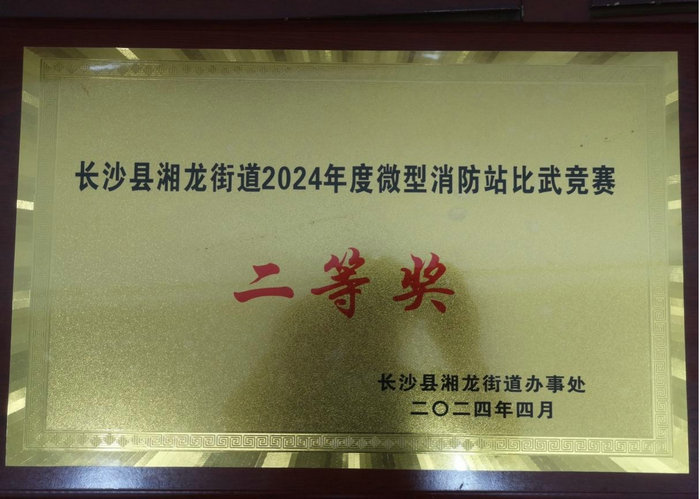 长沙县湘龙街道2024年度微型消防站比武竞赛
二等奖
长沙县湘龙街道办事处
二〇二四年四月